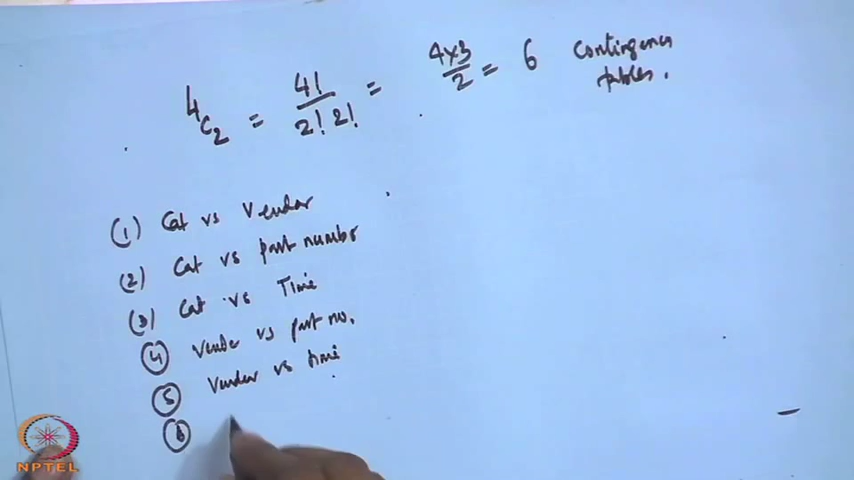 4C2 = 4!/2! 2! = 4×3/2 = 6 contingency tables.
(1) Cat vs Vendor
(2) Cat vs part number
(3) Cat vs Time
(4) Vendor vs part no.
(5) Vendor vs time
(6)
NPTEL